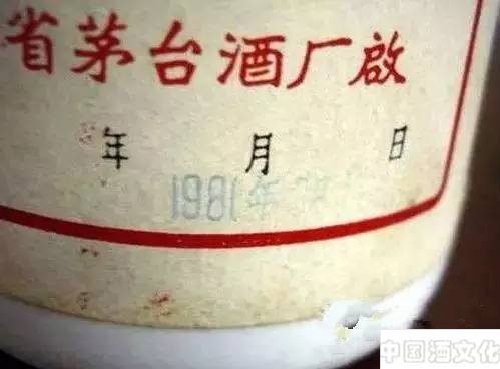 省茅台酒厂啟
年 月 日
1981年
中国酒文化